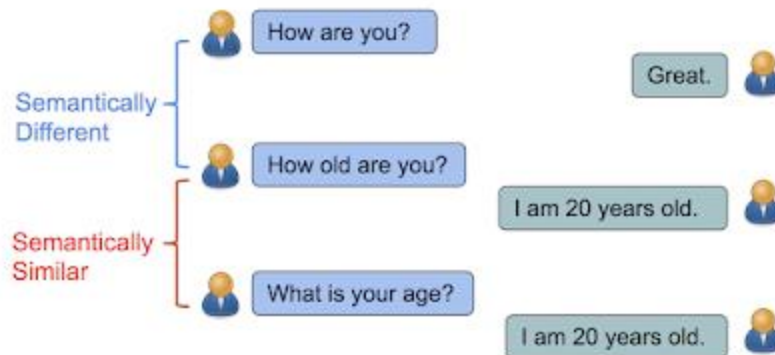 How are you?
Great.
Semantically
Different
How old are you?
I am 20 years old.
Semantically
Similar
What is your age?
I am 20 years old.